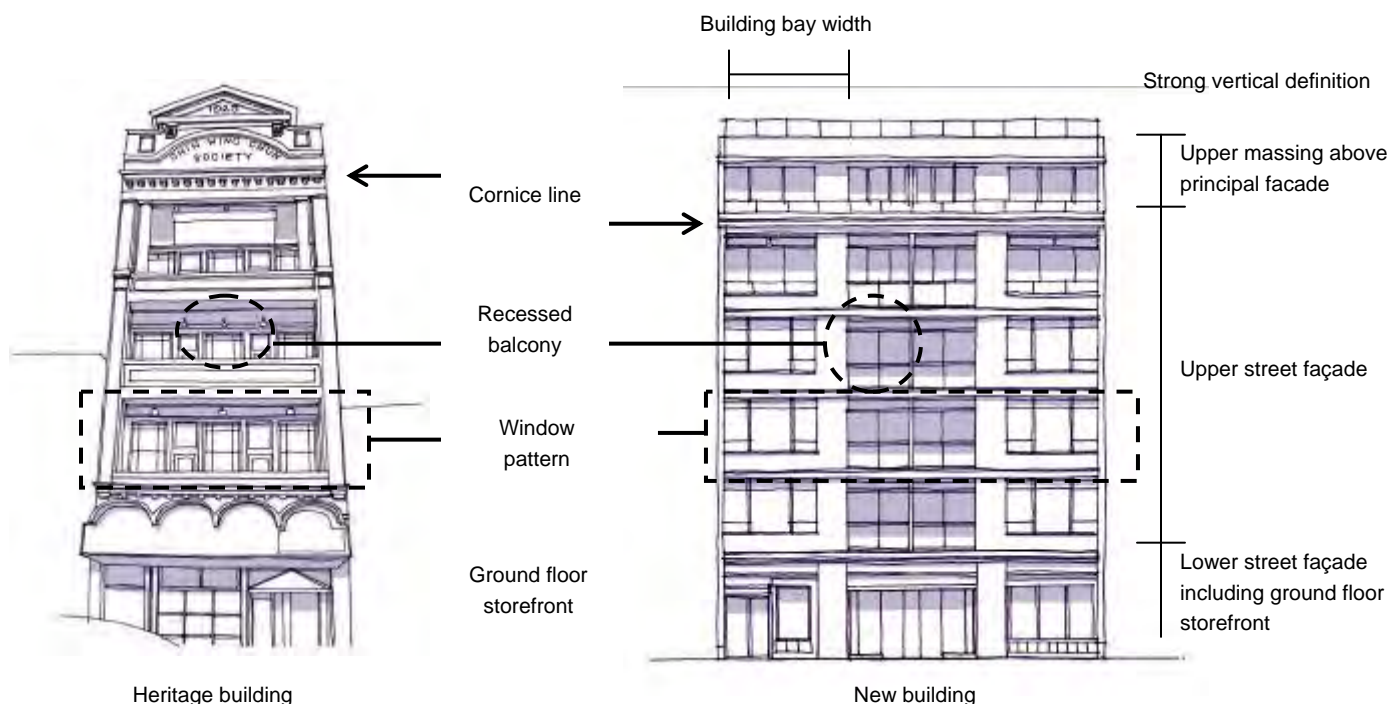 Building bay width
Strong vertical definition
1925
SOCIETY
Cornice line
Upper massing above
principal facade
Recessed
balcony
Upper street façade
Window
pattern
Ground floor
storefront
Lower street façade
including ground floor
storefront
Heritage building
New building